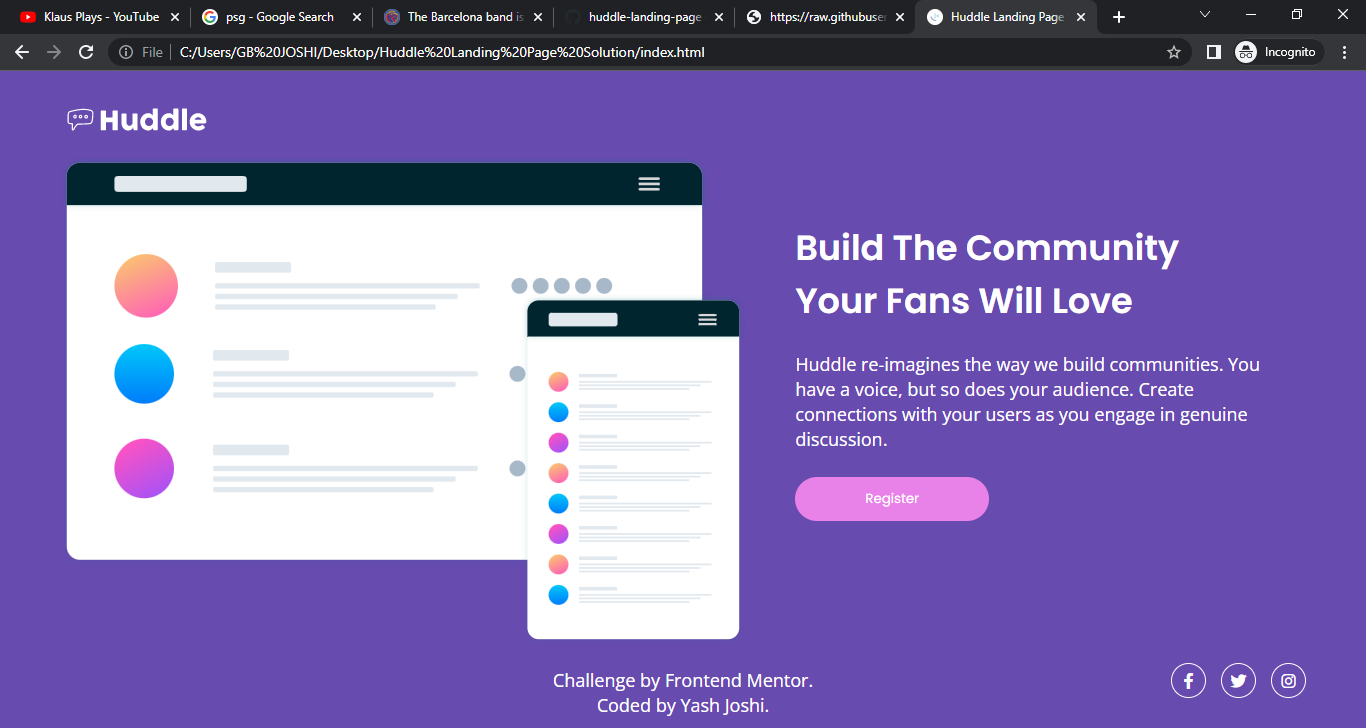 Klaus Plays - YouTube
psg - Google Search
The Barcelona band is
huddle-landing-page
https://raw.githubuser
Huddle Landing Page
File
C:/Users/GB%20JOSHI/Desktop/Huddle%20Landing%20Page%20Solution/index.html
Incognito
Huddle
Build The Community
Your Fans Will Love
Huddle re-imagines the way we build communities. You
have a voice, but so does your audience. Create
connections with your users as you engage in genuine
discussion.
Register
Challenge by Frontend Mentor.
Coded by Yash Joshi.